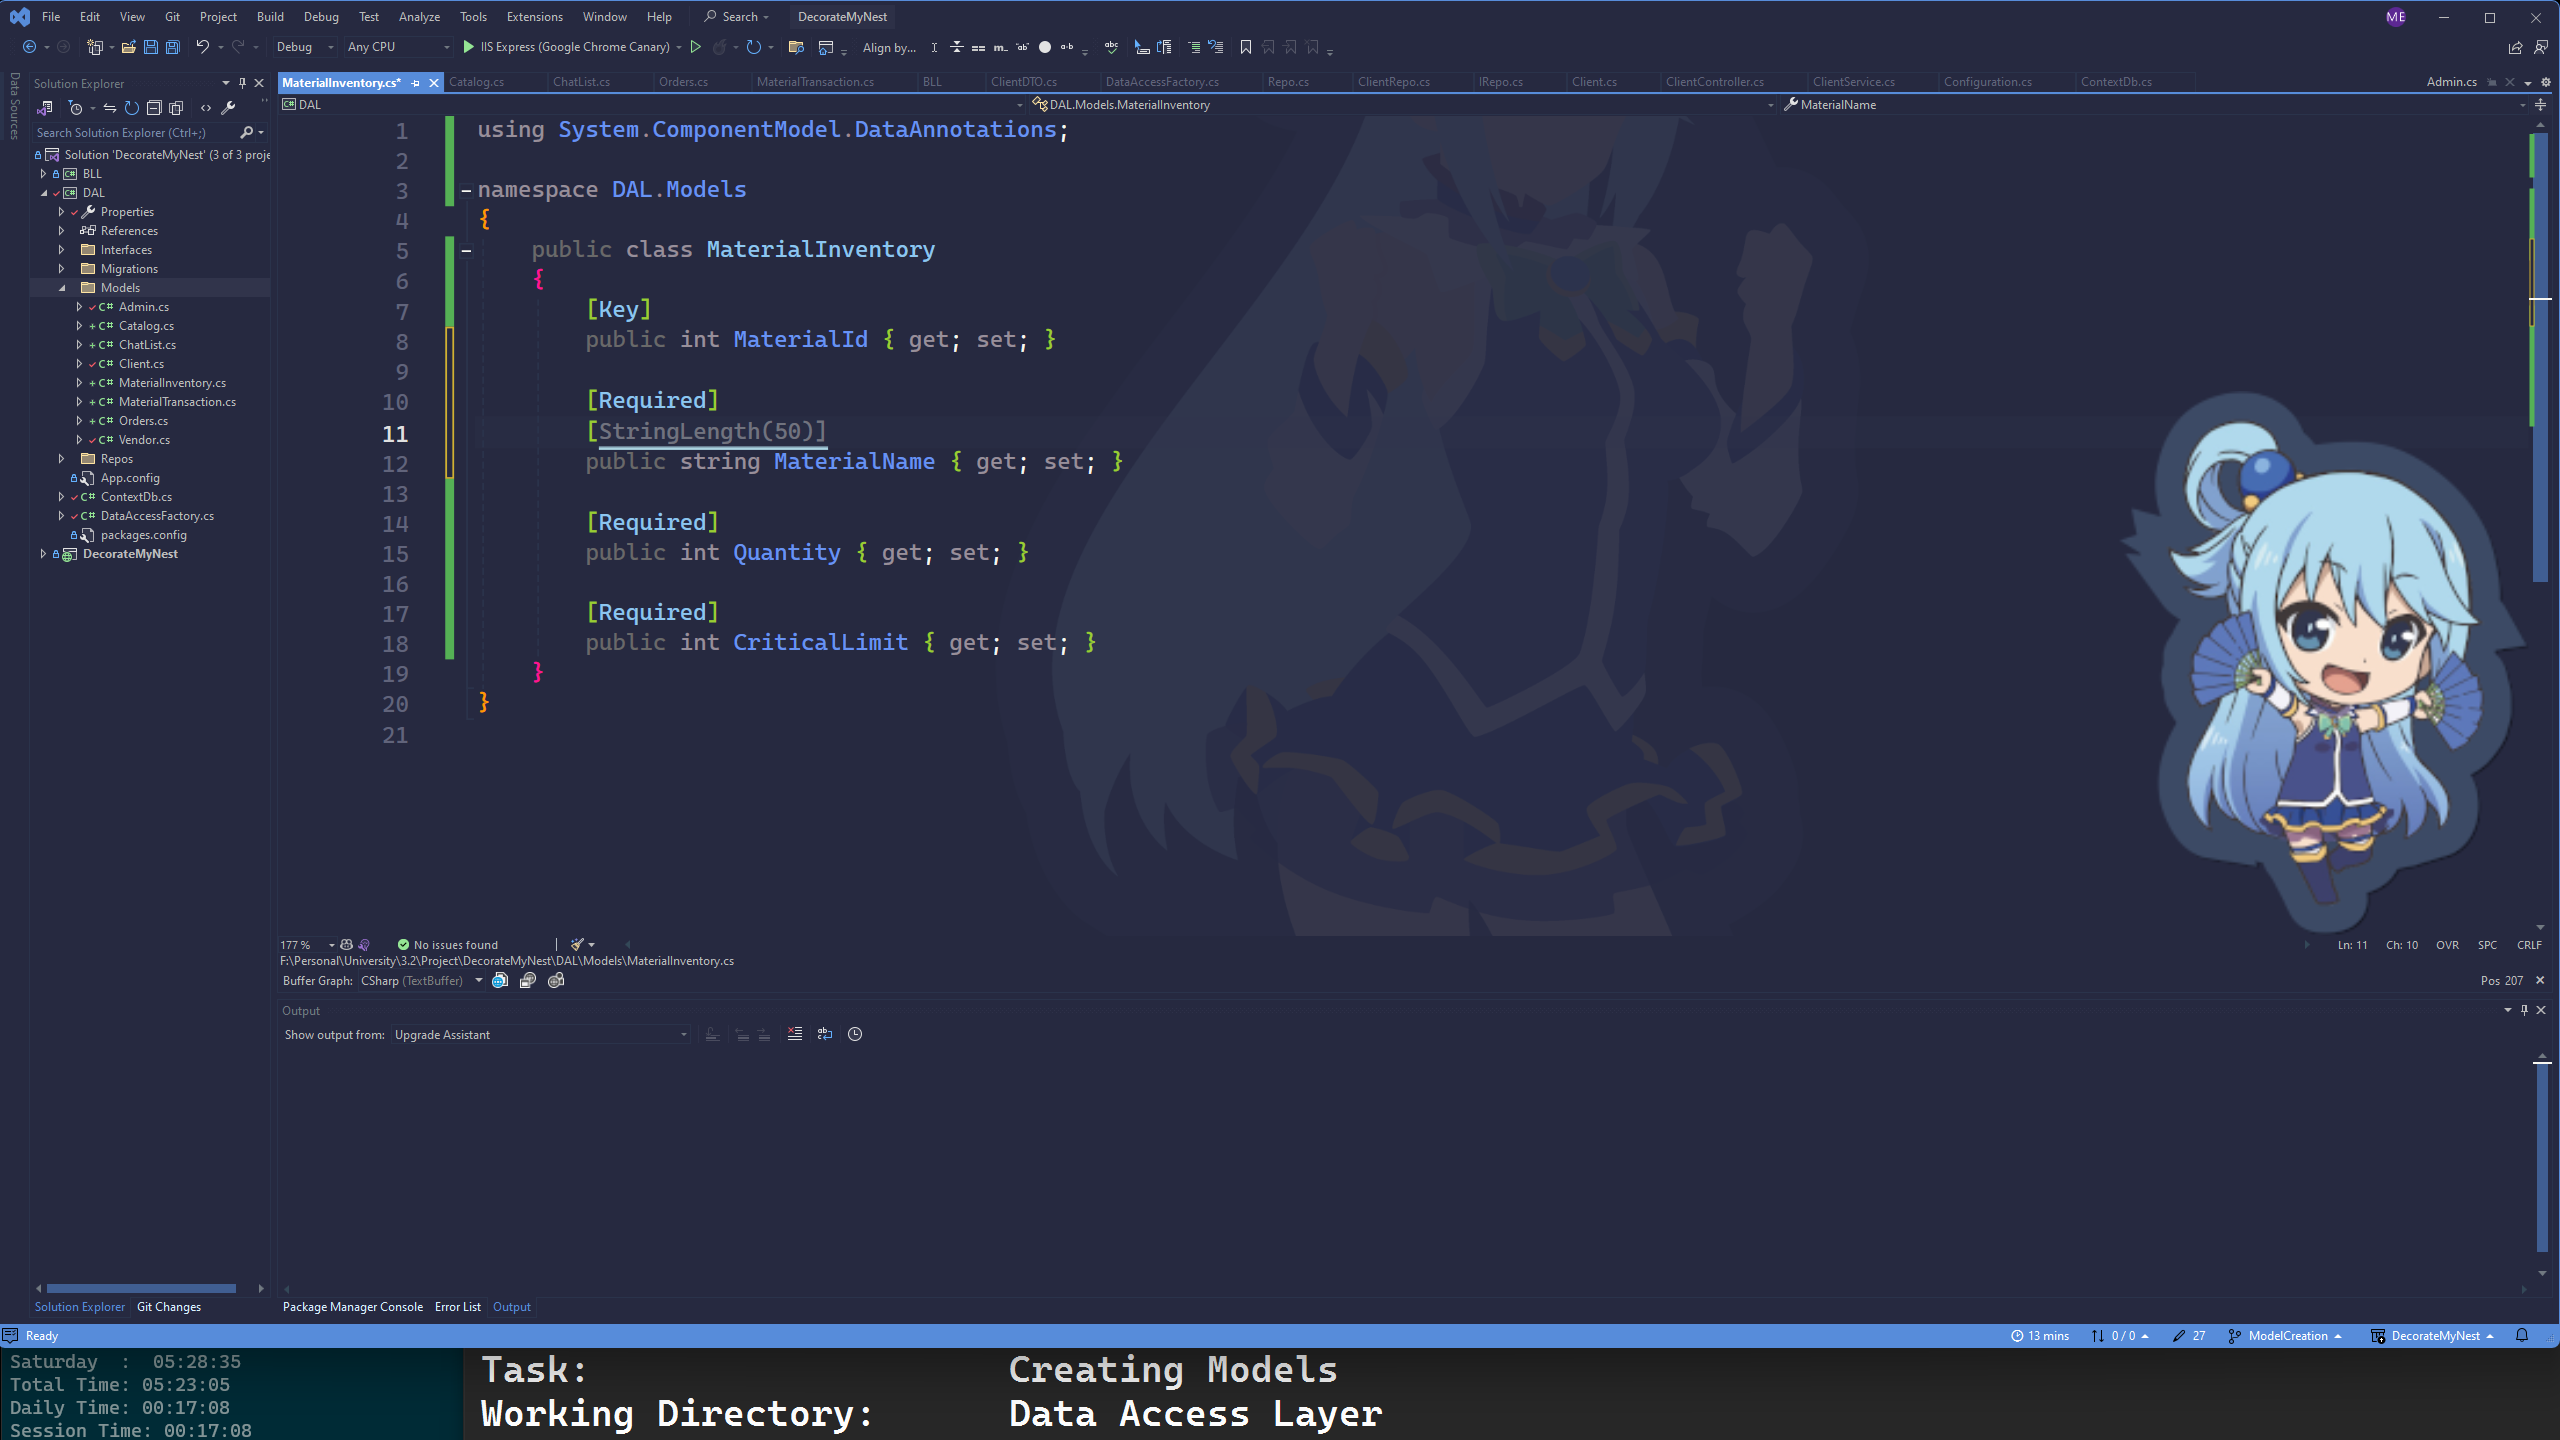 File Edit View Git Project Build Debug Test Analyze Tools Extensions Window Help Search DecorateMyNest ME
Debug Any CPU IIS Express (Google Chrome Canary) Align by...
Data Sources
Solution Explorer
Search Solution Explorer (Ctrl+;)
Solution 'DecorateMyNest' (3 of 3 proje
BLL
DAL
Properties
References
Interfaces
Migrations
Models
Admin.cs
Catalog.cs
ChatList.cs
Client.cs
MaterialInventory.cs
MaterialTransaction.cs
Orders.cs
Vendor.cs
Repos
App.config
ContextDb.cs
DataAccessFactory.cs
packages.config
DecorateMyNest
Solution Explorer Git Changes
MaterialInventory.cs* Catalog.cs ChatList.cs Orders.cs MaterialTransaction.cs BLL ClientDTO.cs DataAccessFactory.cs Repo.cs ClientRepo.cs IRepo.cs Client.cs ClientController.cs ClientService.cs Configuration.cs ContextDb.cs Admin.cs
DAL DAL.Models.MaterialInventory MaterialName
1 using System.ComponentModel.DataAnnotations;
2
3 namespace DAL.Models
4 {
5 public class MaterialInventory
6 {
7 [Key]
8 public int MaterialId { get; set; }
9
10 [Required]
11 [StringLength(50)]
12 public string MaterialName { get; set; }
13
14 [Required]
15 public int Quantity { get; set; }
16
17 [Required]
18 public int CriticalLimit { get; set; }
19 }
20 }
21
177 % No issues found Ln: 11 Ch: 10 OVR SPC CRLF
F:\Personal\University\3.2\Project\DecorateMyNest\DAL\Models\MaterialInventory.cs
Buffer Graph: CSharp (TextBuffer) Pos 207
Output
Show output from: Upgrade Assistant
Package Manager Console Error List Output
Ready 13 mins 0 / 0 27 ModelCreation DecorateMyNest
Saturday : 05:28:35
Total Time: 05:23:05
Daily Time: 00:17:08
Session Time: 00:17:08
Task: Creating Models
Working Directory: Data Access Layer